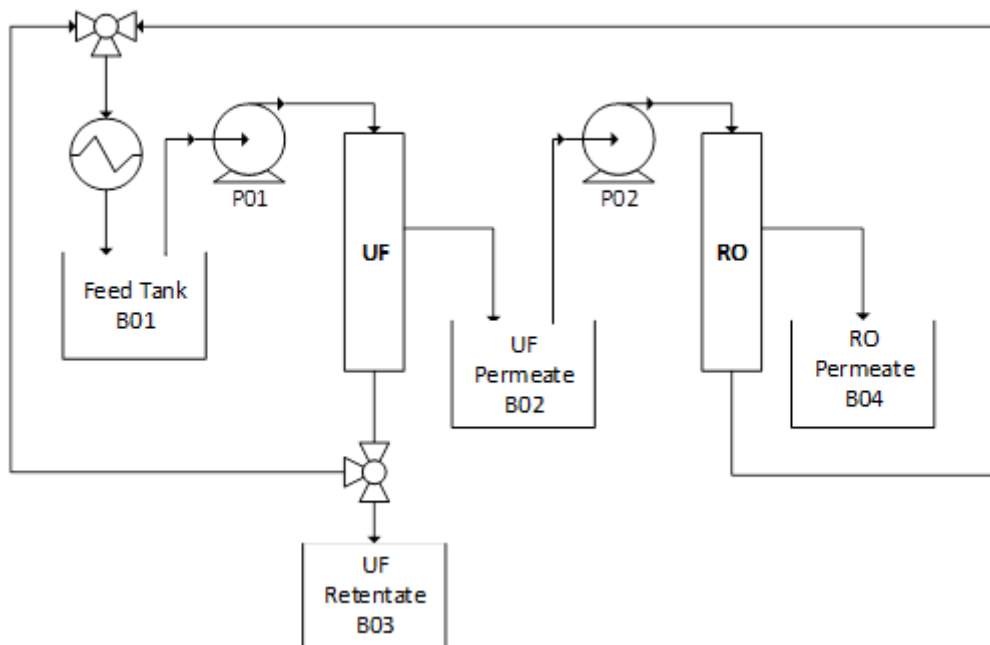 P01
P02
UF
RO
Feed Tank
B01
UF
Permeate
B02
RO
Permeate
B04
UF
Retentate
B03